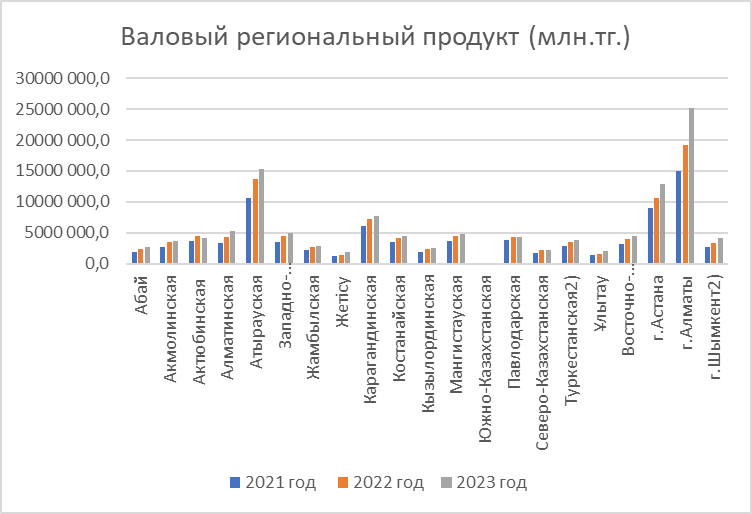 Валовый региональный продукт (млн.тг.)
30000 000,0
25000 000,0
20000 000,0
15000 000,0
10000 000,0
5000 000,0
0,0
Абай
Акмолинская
Актюбинская
Алматинская
Атырауская
Западно-…
Жамбылская
Жетісу
Карагандинская
Костанайская
Кызылординская
Мангистауская
Южно-Казахстанская
Павлодарская
Северо-Казахстанская
Туркестанская2)
Ұлытау
Восточно-…
г.Астана
г.Алматы
г.Шымкент2)
2021 год
2022 год
2023 год